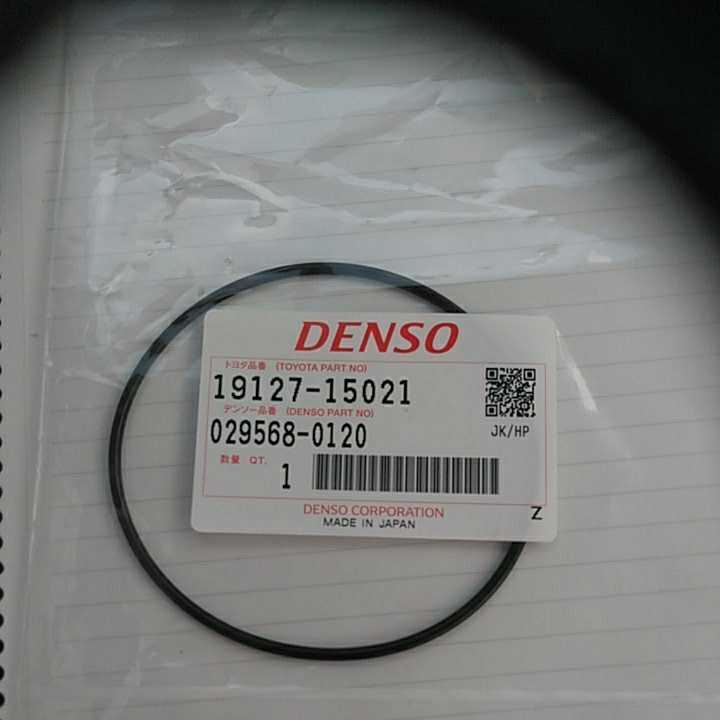 DENSO
トヨタ品番 (TOYOTA PART NO)
19127-15021
デンソー品番 (DENSO PART NO)
029568-0120
JK/HP
数量 QT. 1
DENSO CORPORATION
MADE IN JAPAN
Z